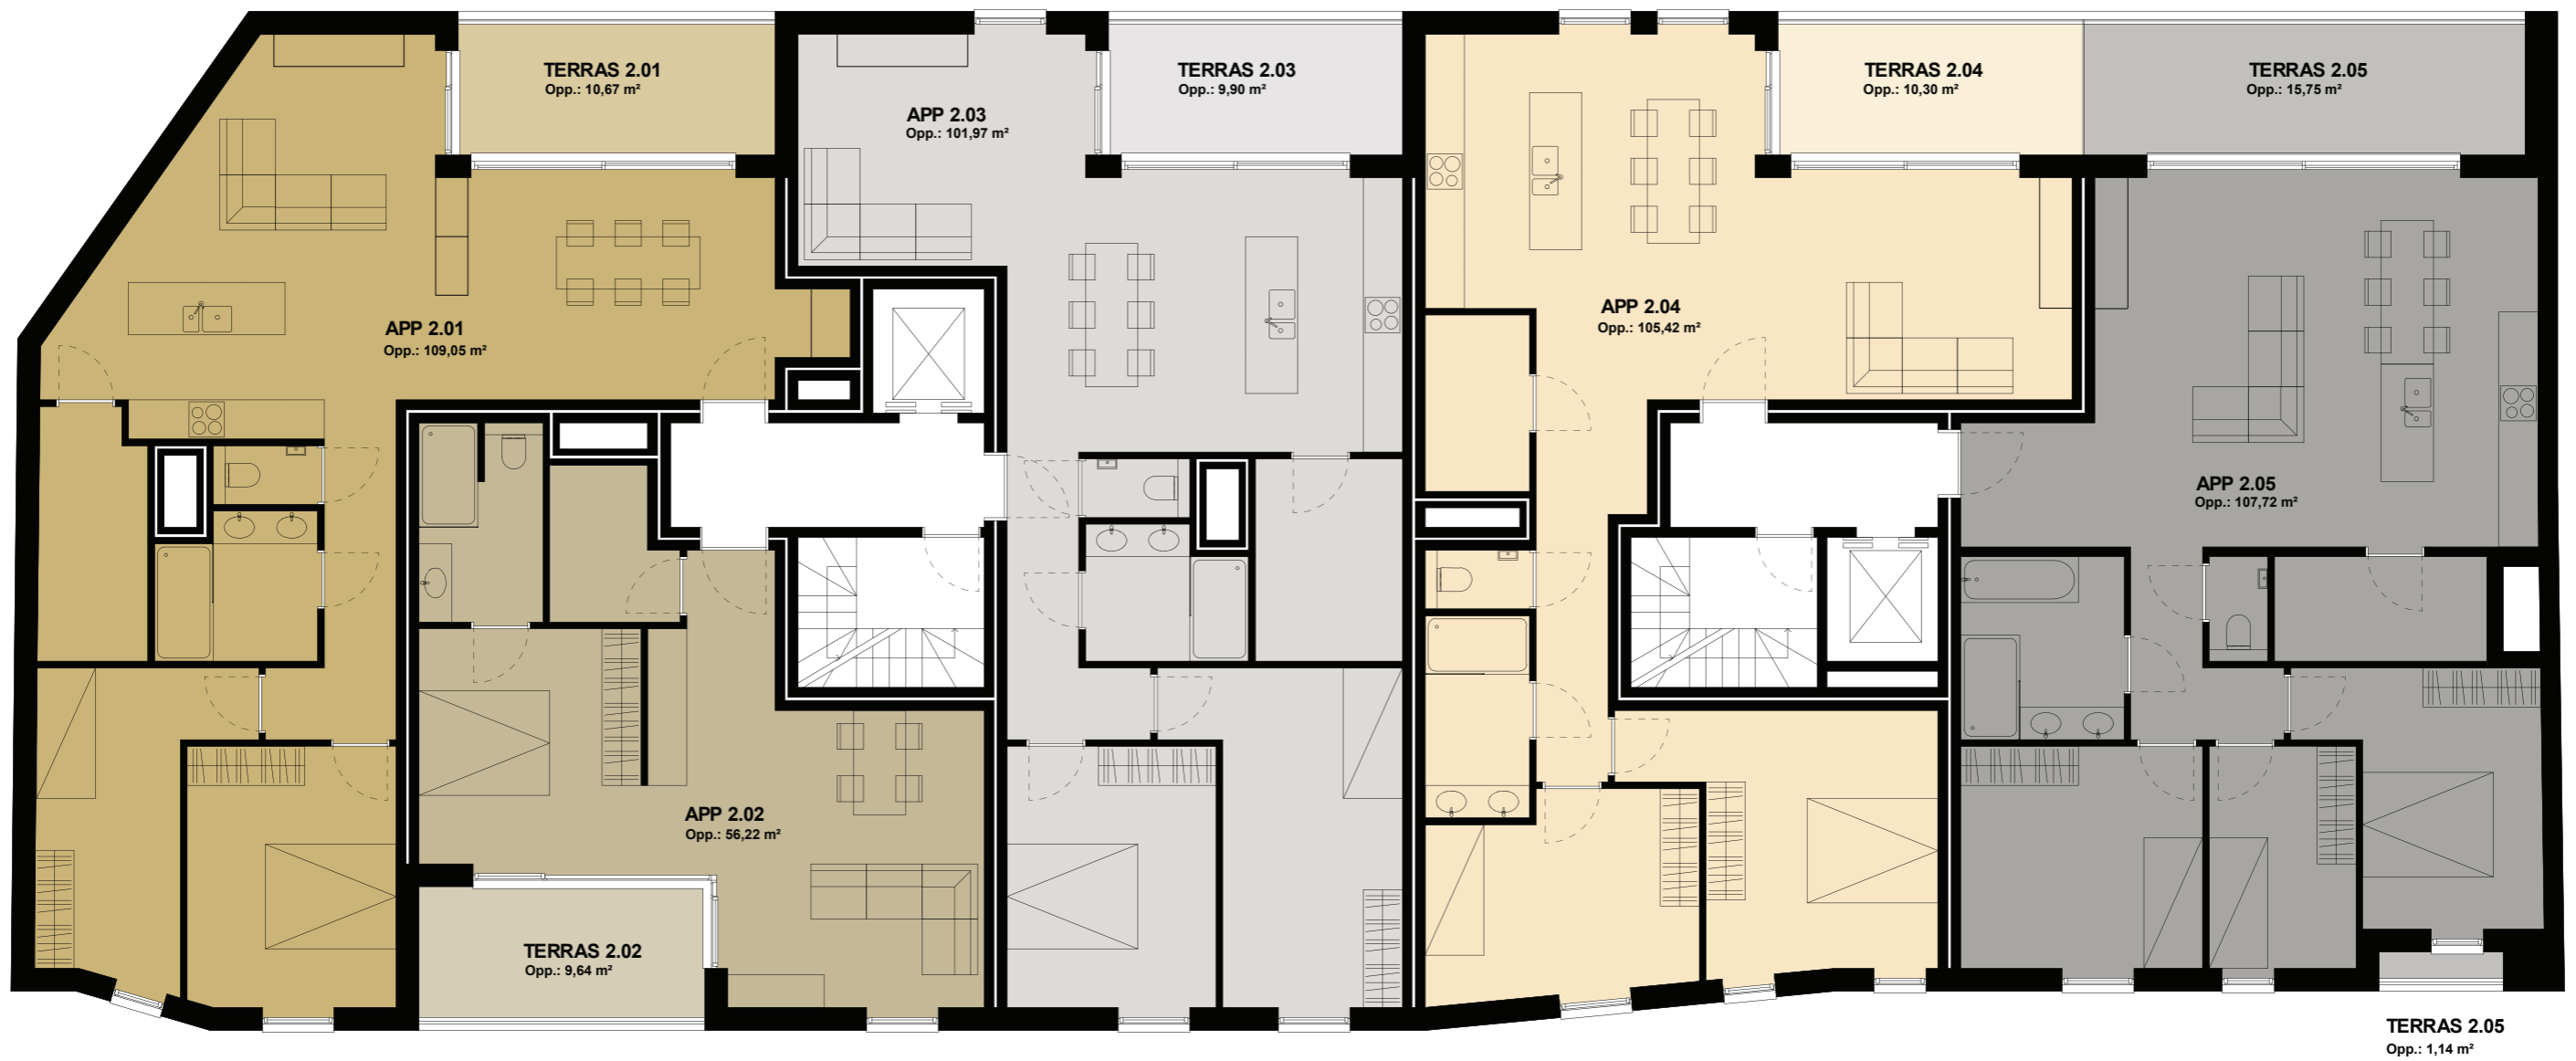 TERRAS 2.01
Opp.: 10,67 m²
TERRAS 2.03
Opp.: 9,90 m²
TERRAS 2.04
Opp.: 10,30 m²
TERRAS 2.05
Opp.: 15,75 m²
APP 2.03
Opp.: 101,97 m²
APP 2.01
Opp.: 109,05 m²
APP 2.04
Opp.: 105,42 m²
APP 2.05
Opp.: 107,72 m²
APP 2.02
Opp.: 56,22 m²
TERRAS 2.02
Opp.: 9,64 m²
TERRAS 2.05
Opp.: 1,14 m²